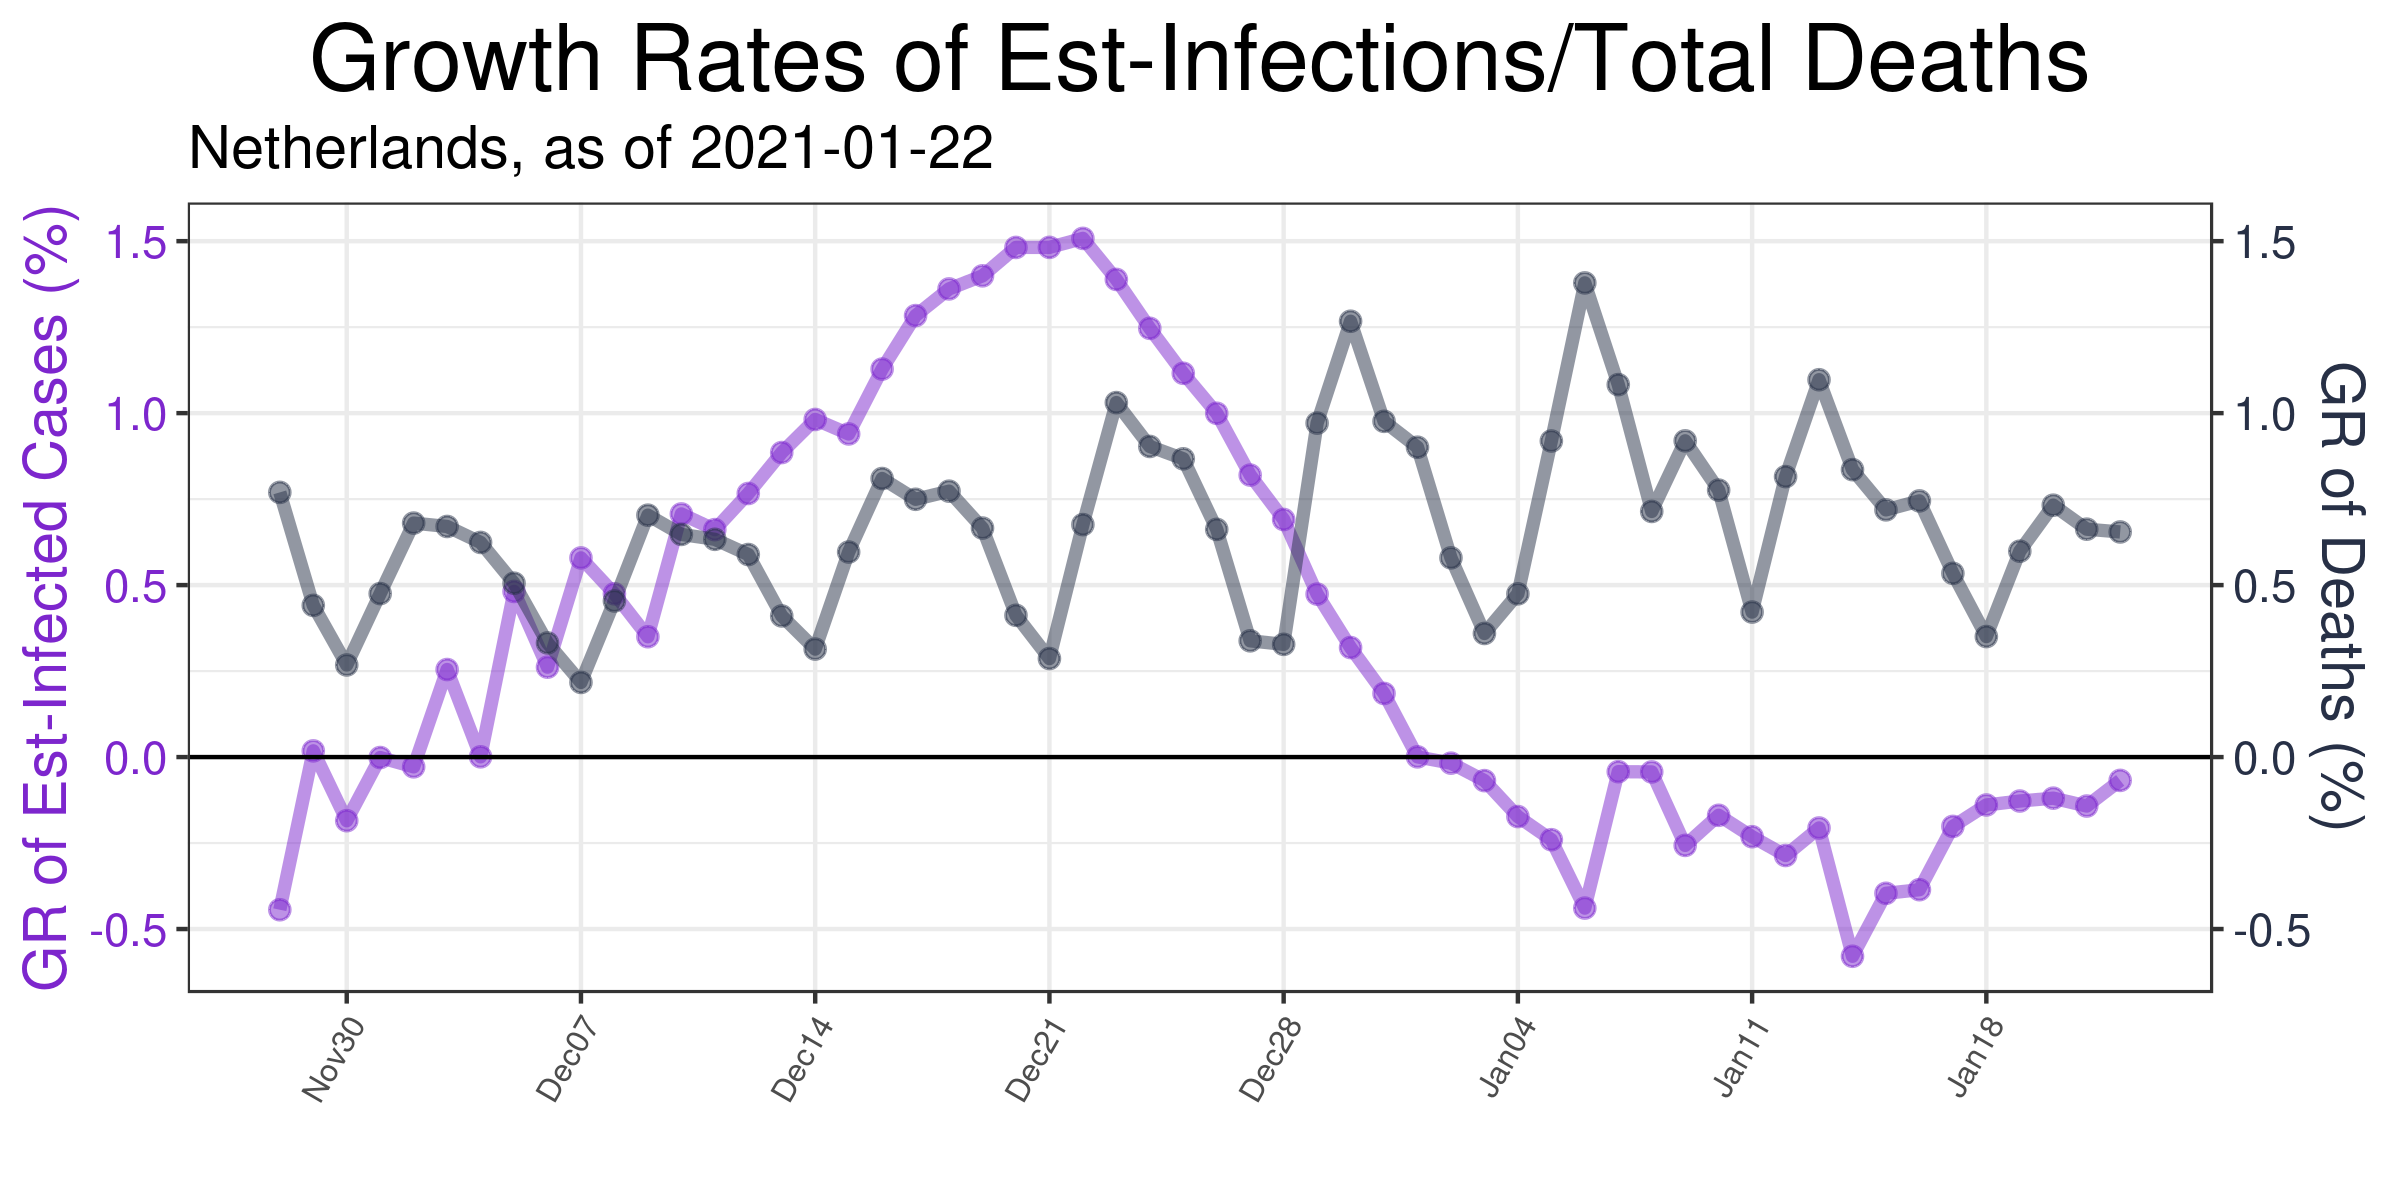 Growth Rates of Est-Infections/Total Deaths
Netherlands, as of 2021-01-22
GR of Est-Infected Cases (%)
1.5
1.0
0.5
0.0
-0.5
1.5
1.0
0.5
0.0
-0.5
GR of Deaths (%)
Nov30
Dec07
Dec14
Dec21
Dec28
Jan04
Jan11
Jan18